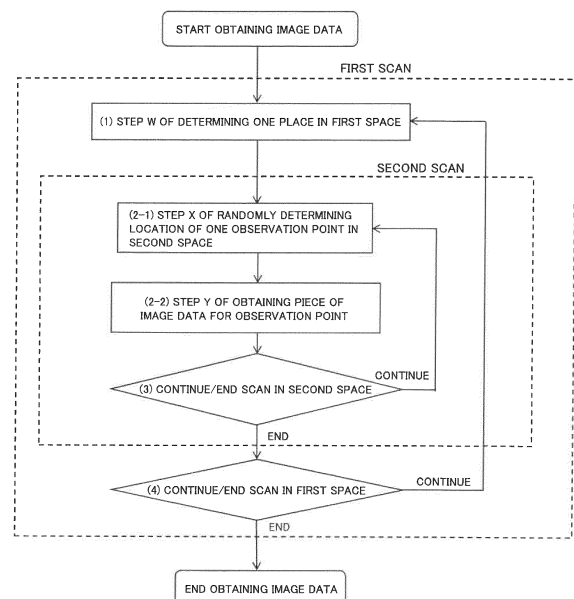 START OBTAINING IMAGE DATA
FIRST SCAN
(1) STEP W OF DETERMINING ONE PLACE IN FIRST SPACE
SECOND SCAN
(2-1) STEP X OF RANDOMLY DETERMINING
LOCATION OF ONE OBSERVATION POINT IN
SECOND SPACE
(2-2) STEP Y OF OBTAINING PIECE OF
IMAGE DATA FOR OBSERVATION POINT
CONTINUE
(3) CONTINUE/END SCAN IN SECOND SPACE
END
(4) CONTINUE/END SCAN IN FIRST SPACE
CONTINUE
END
END OBTAINING IMAGE DATA